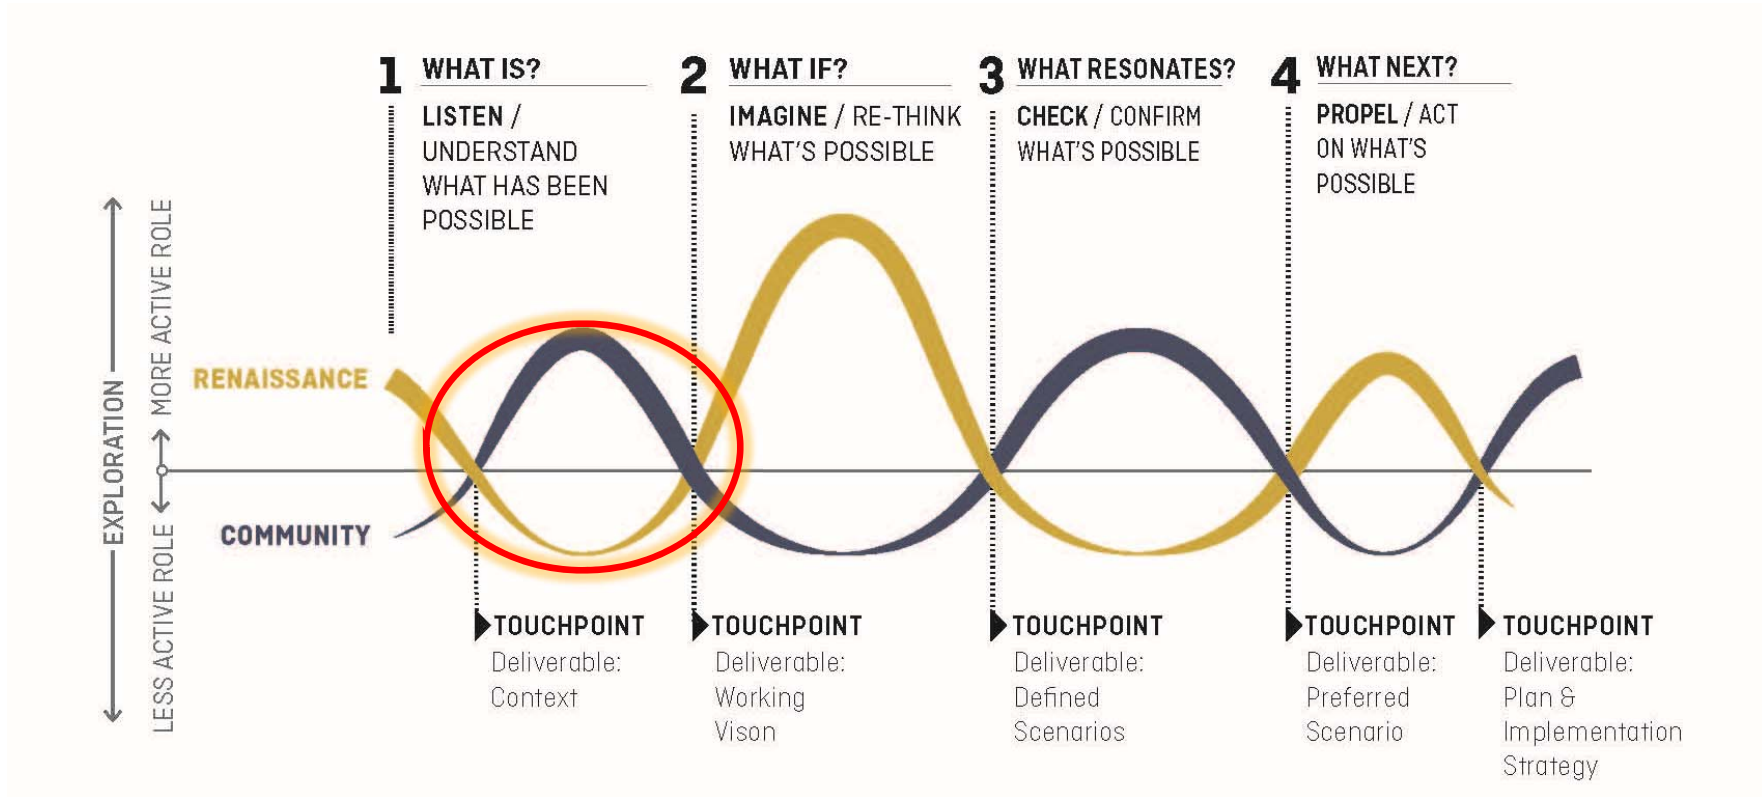 1 WHAT IS?
LISTEN /
UNDERSTAND
WHAT HAS BEEN
POSSIBLE
2 WHAT IF?
IMAGINE / RE-THINK
WHAT'S POSSIBLE
3 WHAT RESONATES?
CHECK / CONFIRM
WHAT'S POSSIBLE
4 WHAT NEXT?
PROPEL / ACT
ON WHAT'S
POSSIBLE
EXPLORATION
MORE ACTIVE ROLE
LESS ACTIVE ROLE
RENAISSANCE
COMMUNITY
TOUCHPOINT
Deliverable:
Context
TOUCHPOINT
Deliverable:
Working
Vison
TOUCHPOINT
Deliverable:
Defined
Scenarios
TOUCHPOINT
Deliverable:
Preferred
Scenario
TOUCHPOINT
Deliverable:
Plan &
Implementation
Strategy